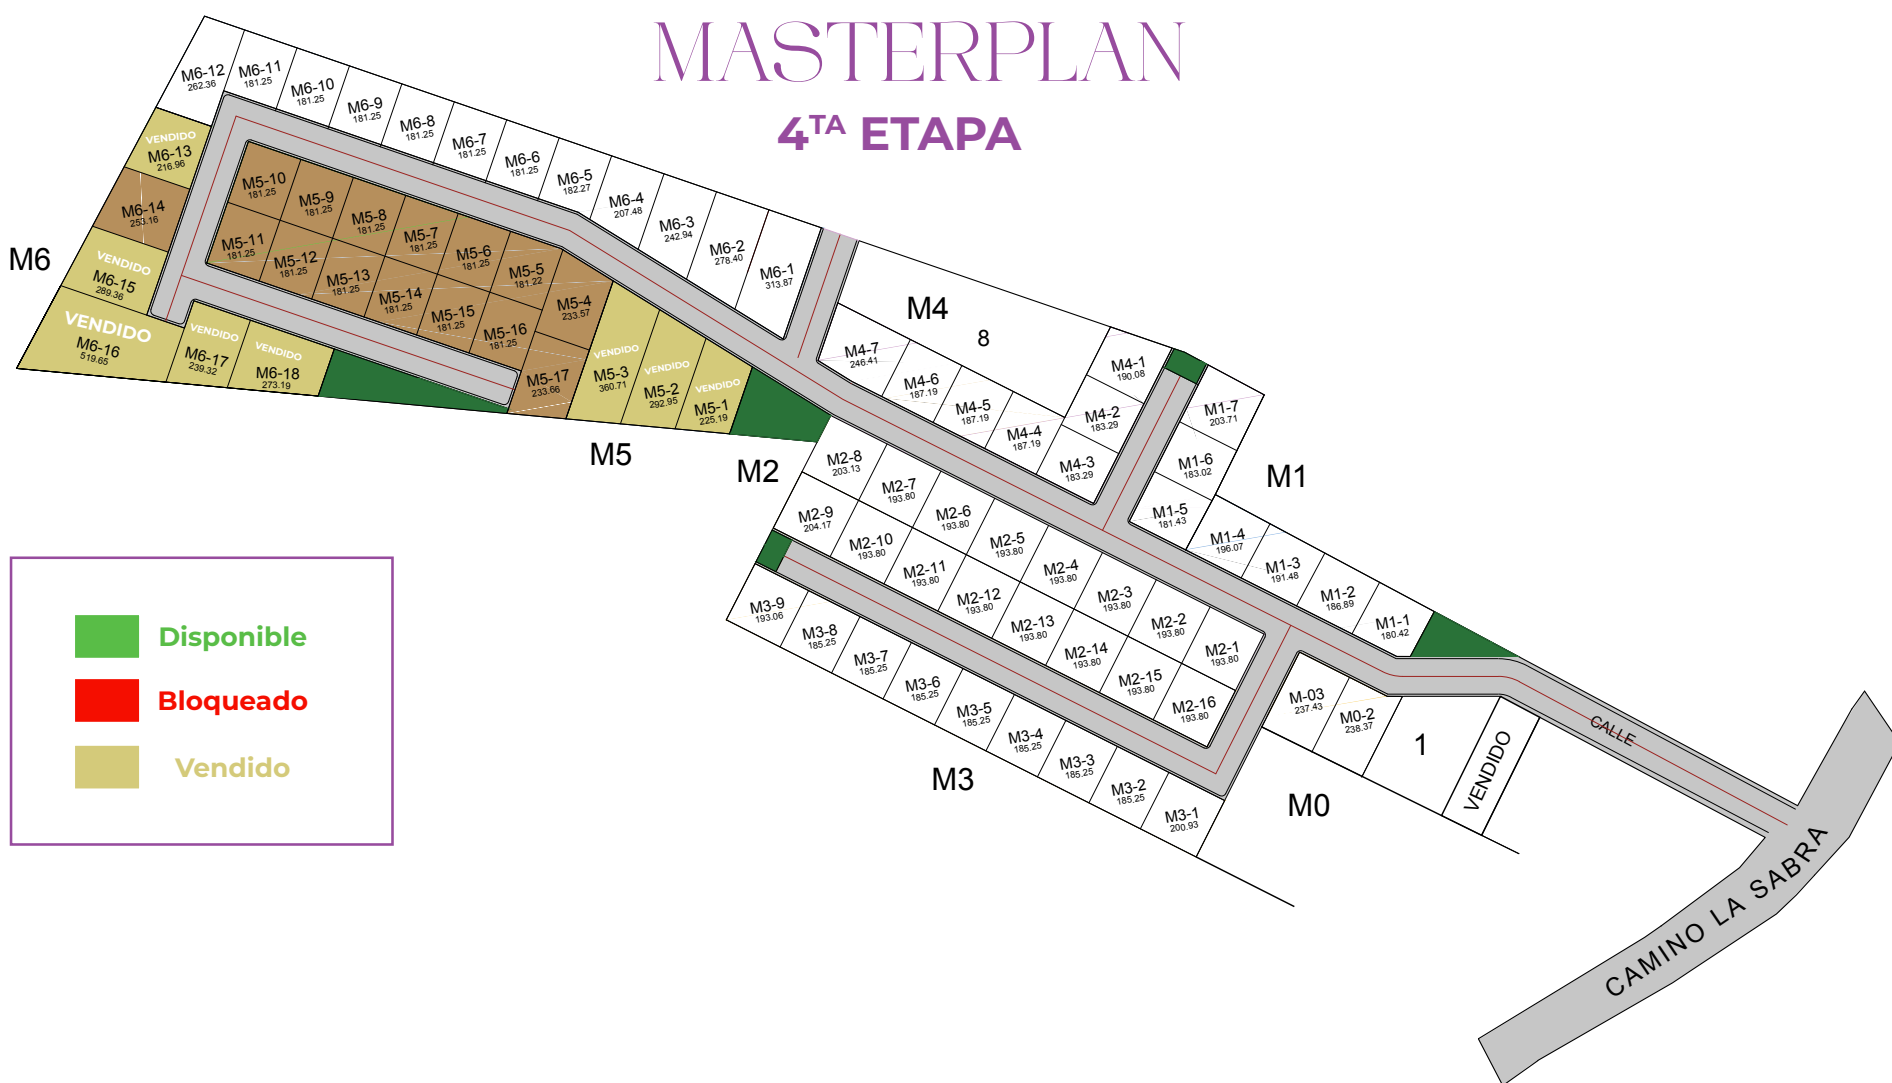 MASTERPLAN
4TA ETAPA
M6-12
262.36
M6-11
181.25
M6-10
181.25
M6-9
181.25
M6-8
181.25
M6-7
181.25
M6-6
181.25
M6-5
182.27
M6-4
207.48
M6-3
242.94
M6-2
278.40
M6-1
313.87
VENDIDO
M6-13
216.96
M6-14
253.16
M6
VENDIDO
M6-15
289.36
VENDIDO
M6-16
519.65
VENDIDO
M6-17
239.32
VENDIDO
M6-18
273.19
M5-10
181.25
M5-9
181.25
M5-8
181.25
M5-7
181.25
M5-6
181.25
M5-5
181.22
M5-4
233.57
M5-11
181.25
M5-12
181.25
M5-13
181.25
M5-14
181.25
M5-15
181.25
M5-16
181.25
M5-17
233.66
VENDIDO
M5-3
360.71
VENDIDO
M5-2
292.95
VENDIDO
M5-1
225.19
M5
M4
8
M4-7
246.41
M4-6
187.19
M4-5
187.19
M4-4
187.19
M4-3
183.29
M4-2
183.29
M4-1
190.08
M1-7
203.71
M1-6
183.02
M1-5
181.43
M1
M1-4
196.07
M1-3
191.48
M1-2
186.89
M1-1
180.42
M2
M2-8
203.13
M2-7
193.80
M2-6
193.80
M2-5
193.80
M2-4
193.80
M2-3
193.80
M2-2
193.80
M2-1
193.80
M2-9
204.17
M2-10
193.80
M2-11
193.80
M2-12
193.80
M2-13
193.80
M2-14
193.80
M2-15
193.80
M2-16
193.80
M3-9
193.06
M3-8
185.25
M3-7
185.25
M3-6
185.25
M3-5
185.25
M3-4
185.25
M3-3
185.25
M3-2
185.25
M3-1
200.93
M3
M-03
237.43
M0-2
238.37
1
VENDIDO
M0
CALLE
CAMINO LA SABRA
Disponible
Bloqueado
Vendido